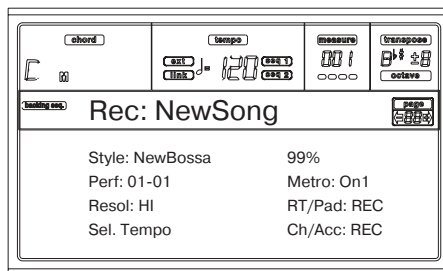 chord
tempo
measure
transpose
ext
link
120
seq 1
seq 2
001
octave
backing seq.
Rec: NewSong
page
Style: NewBossa 99%
Perf: 01-01 Metro: On1
Resol: HI RT/Pad: REC
Sel. Tempo Ch/Acc: REC